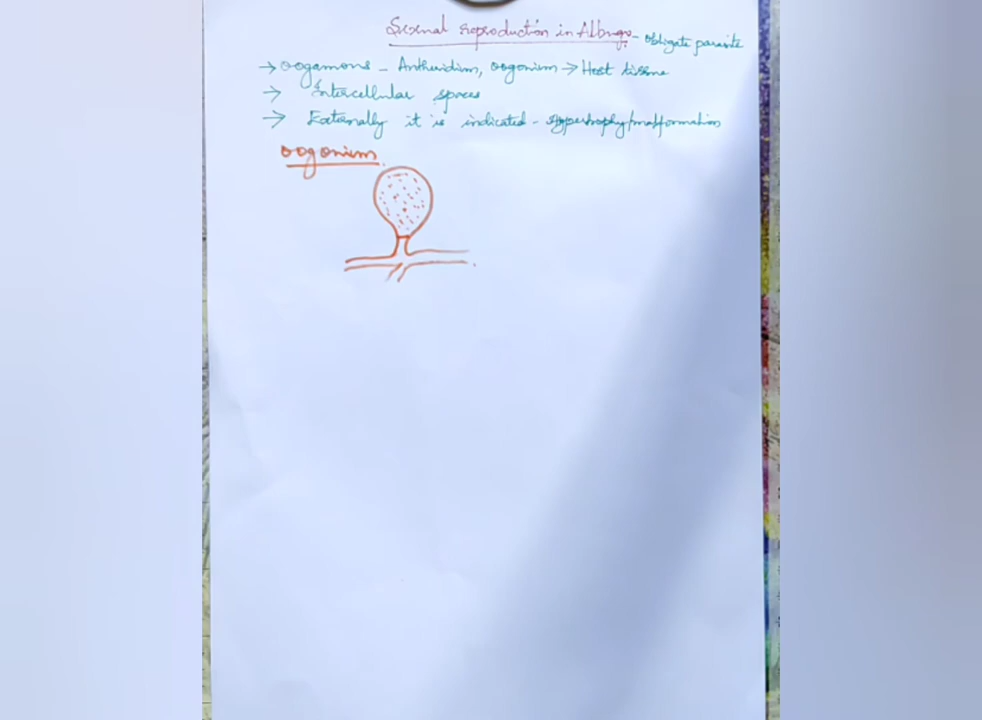 Sexual reproduction in Albugo - obligate parasite
→ oogamous - Antheridium, oogonium → Host tissue
→ Intercellular spaces
→ Externally it is indicated - Hypertrophy/malformation
oogonium